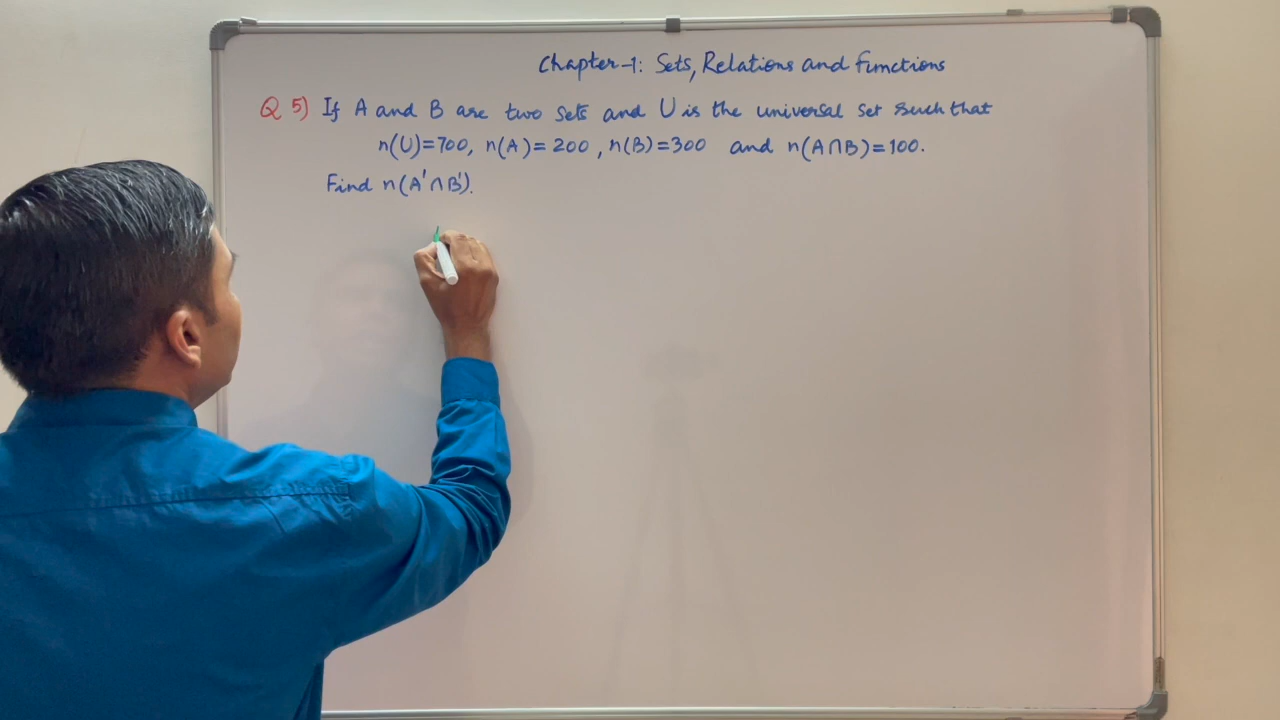 Chapter-1: Sets, Relations and Functions
Q 5) If A and B are two sets and U is the universal set such that
n(U)=700, n(A)=200, n(B)=300 and n(A∩B)=100.
Find n(A'∩B').